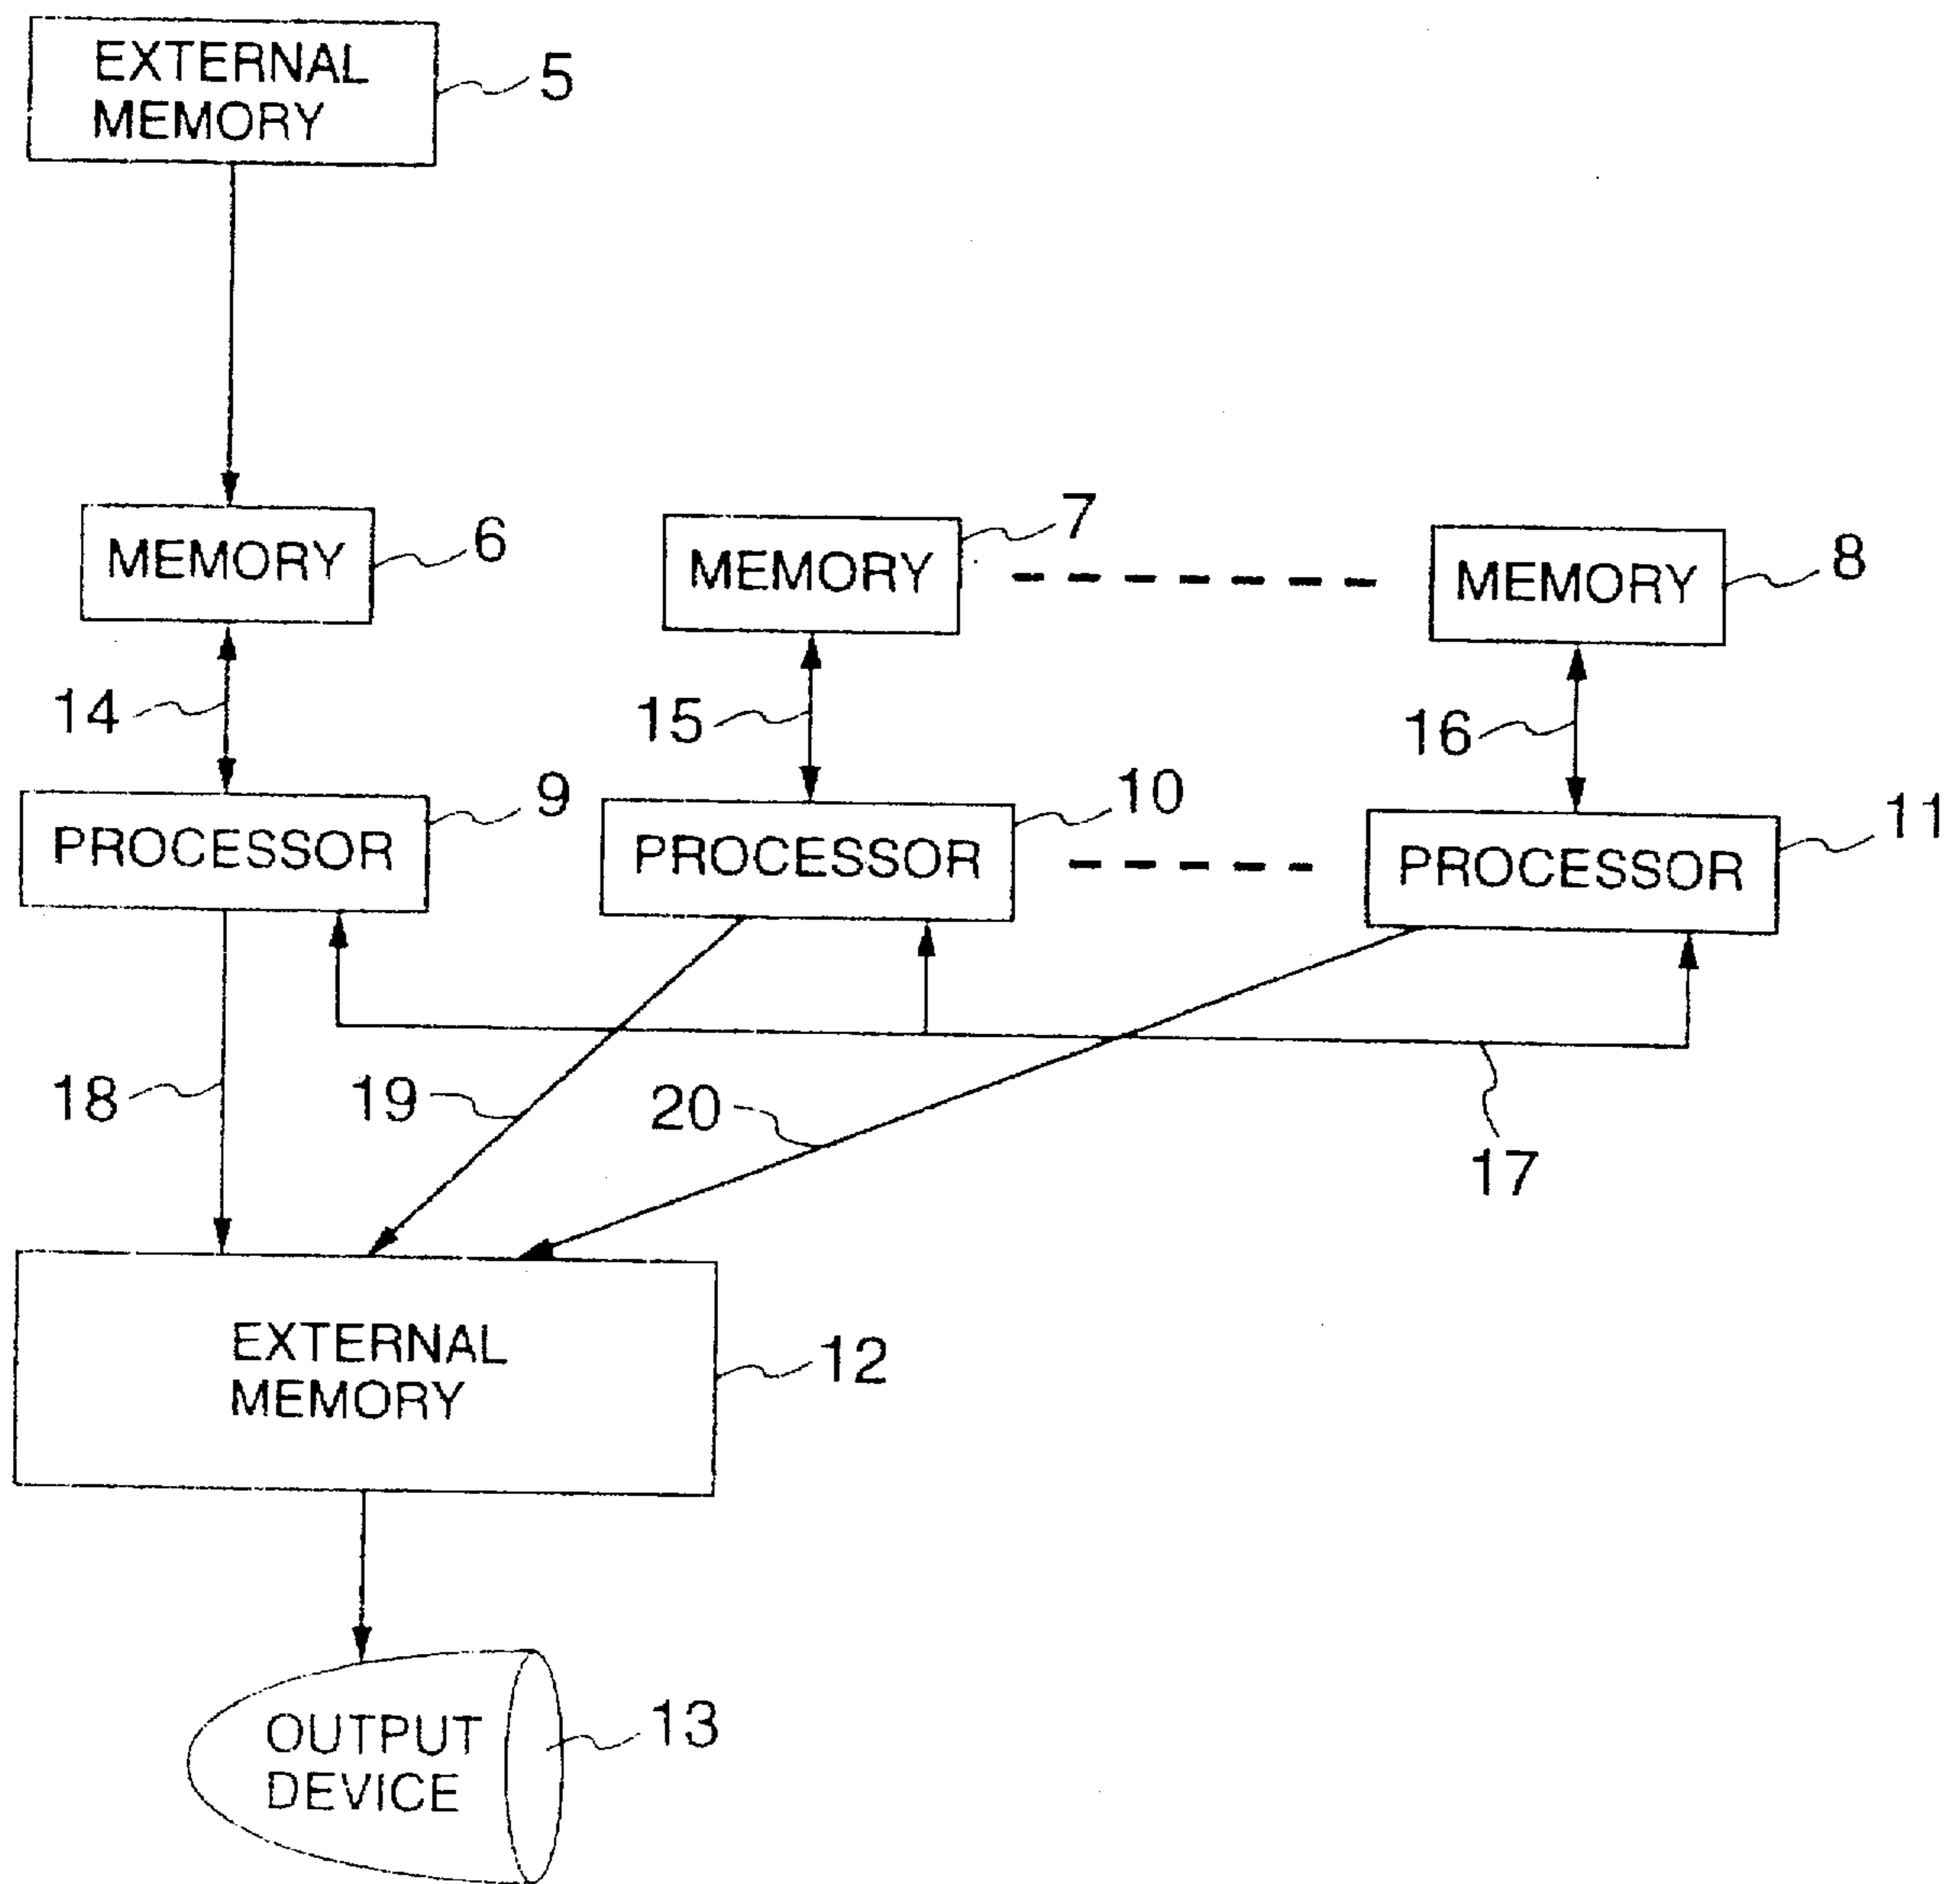 EXTERNAL
MEMORY
5
MEMORY
6
MEMORY
7
MEMORY
8
14
15
16
PROCESSOR
9
PROCESSOR
10
PROCESSOR
11
18
19
20
17
EXTERNAL
MEMORY
12
OUTPUT
DEVICE
13